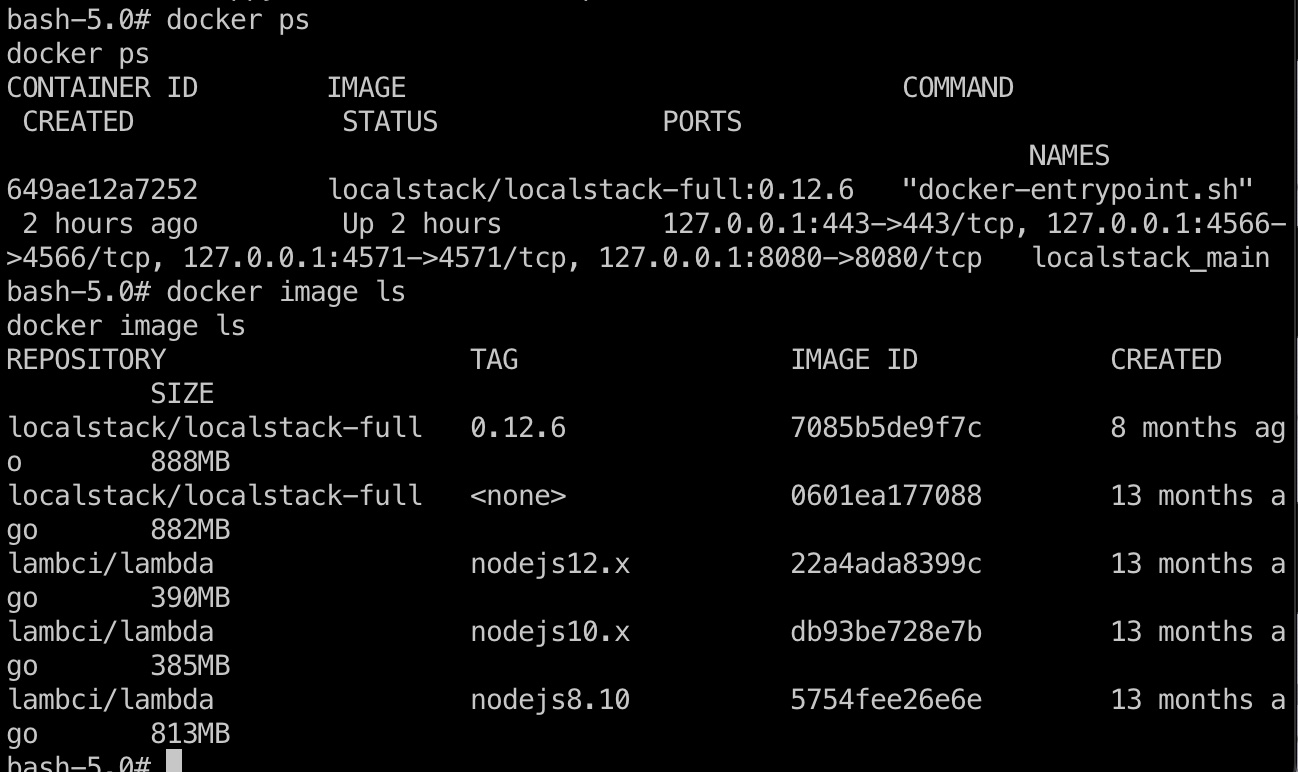 bash-5.0# docker ps
docker ps
CONTAINER ID        IMAGE                               COMMAND
 CREATED             STATUS              PORTS
                                                                NAMES
649ae12a7252        localstack/localstack-full:0.12.6   "docker-entrypoint.sh"
 2 hours ago         Up 2 hours          127.0.0.1:443->443/tcp, 127.0.0.1:4566-
>4566/tcp, 127.0.0.1:4571->4571/tcp, 127.0.0.1:8080->8080/tcp   localstack_main
bash-5.0# docker image ls
docker image ls
REPOSITORY                   TAG                 IMAGE ID            CREATED
         SIZE
localstack/localstack-full   0.12.6              7085b5de9f7c        8 months ag
o        888MB
localstack/localstack-full   <none>              0601ea177088        13 months a
go       882MB
lambci/lambda                nodejs12.x          22a4ada8399c        13 months a
go       390MB
lambci/lambda                nodejs10.x          db93be728e7b        13 months a
go       385MB
lambci/lambda                nodejs8.10          5754fee26e6e        13 months a
go       813MB
bash-5.0#